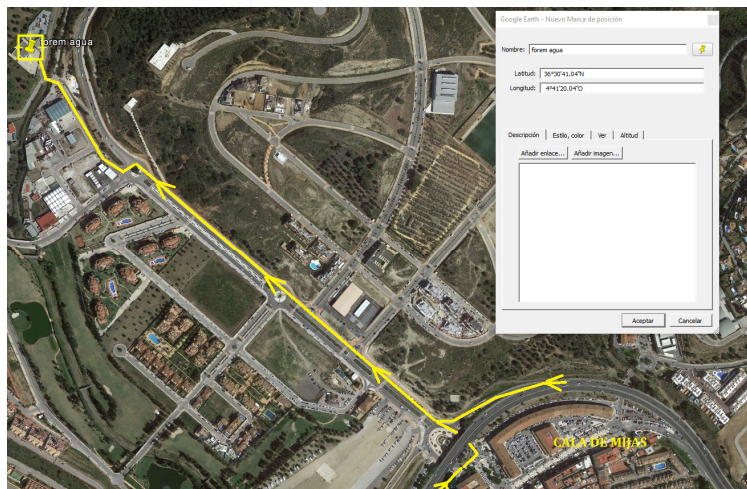 Google Earth - Nuevo Marca de posición
forem agua
Nombre: forem agua
Latitud: 36°30'41.04"N
Longitud: 4°41'20.04"O
Descripción Estilo, color Ver Altitud
Añadir enlace... Añadir imagen...
Aceptar Cancelar
CALA DE MIJAS